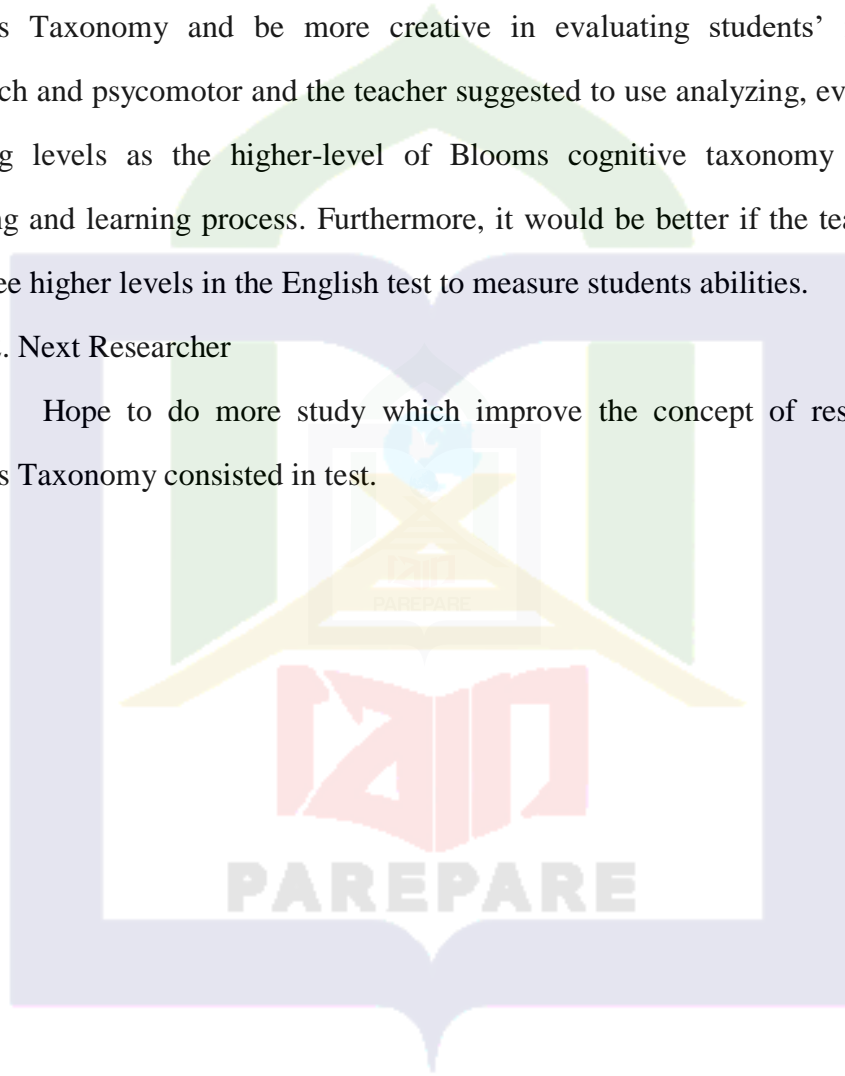 s Taxonomy and be more creative in evaluating students’
ch and psycomotor and the teacher suggested to use analyzing, ev
g levels as the higher-level of Blooms cognitive taxonomy
ng and learning process. Furthermore, it would be better if the tea
ee higher levels in the English test to measure students abilities.
. Next Researcher
Hope to do more study which improve the concept of res
s Taxonomy consisted in test.
IAIN
PAREPARE
IAIN
PAREPARE